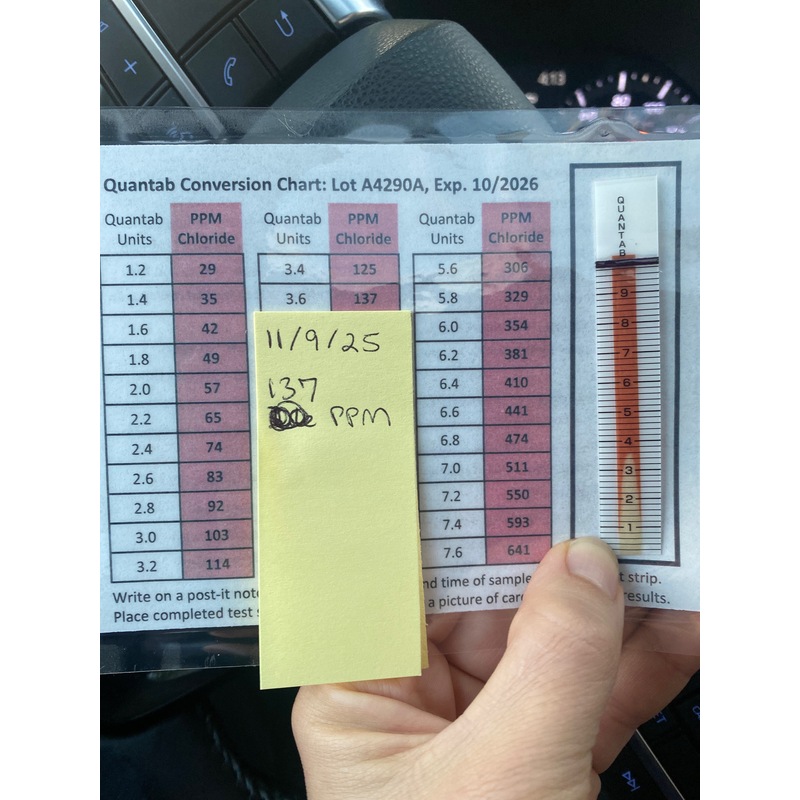 Quantab Conversion Chart: Lot A4290A, Exp. 10/2026
Quantab Units PPM Chloride
1.2 29
1.4 35
1.6 42
1.8 49
2.0 57
2.2 65
2.4 74
2.6 83
2.8 92
3.0 103
3.2 114
Quantab Units PPM Chloride
3.4 125
3.6 137
Quantab Units PPM Chloride
5.6 306
5.8 329
6.0 354
6.2 381
6.4 410
6.6 441
6.8 474
7.0 511
7.2 550
7.4 593
7.6 641
11/9/25
137
PPM
QUANTAB
9
8
7
6
5
4
3
2
1
Write on a post-it note
nd time of sample
t strip.
Place completed test
a picture of car
results.